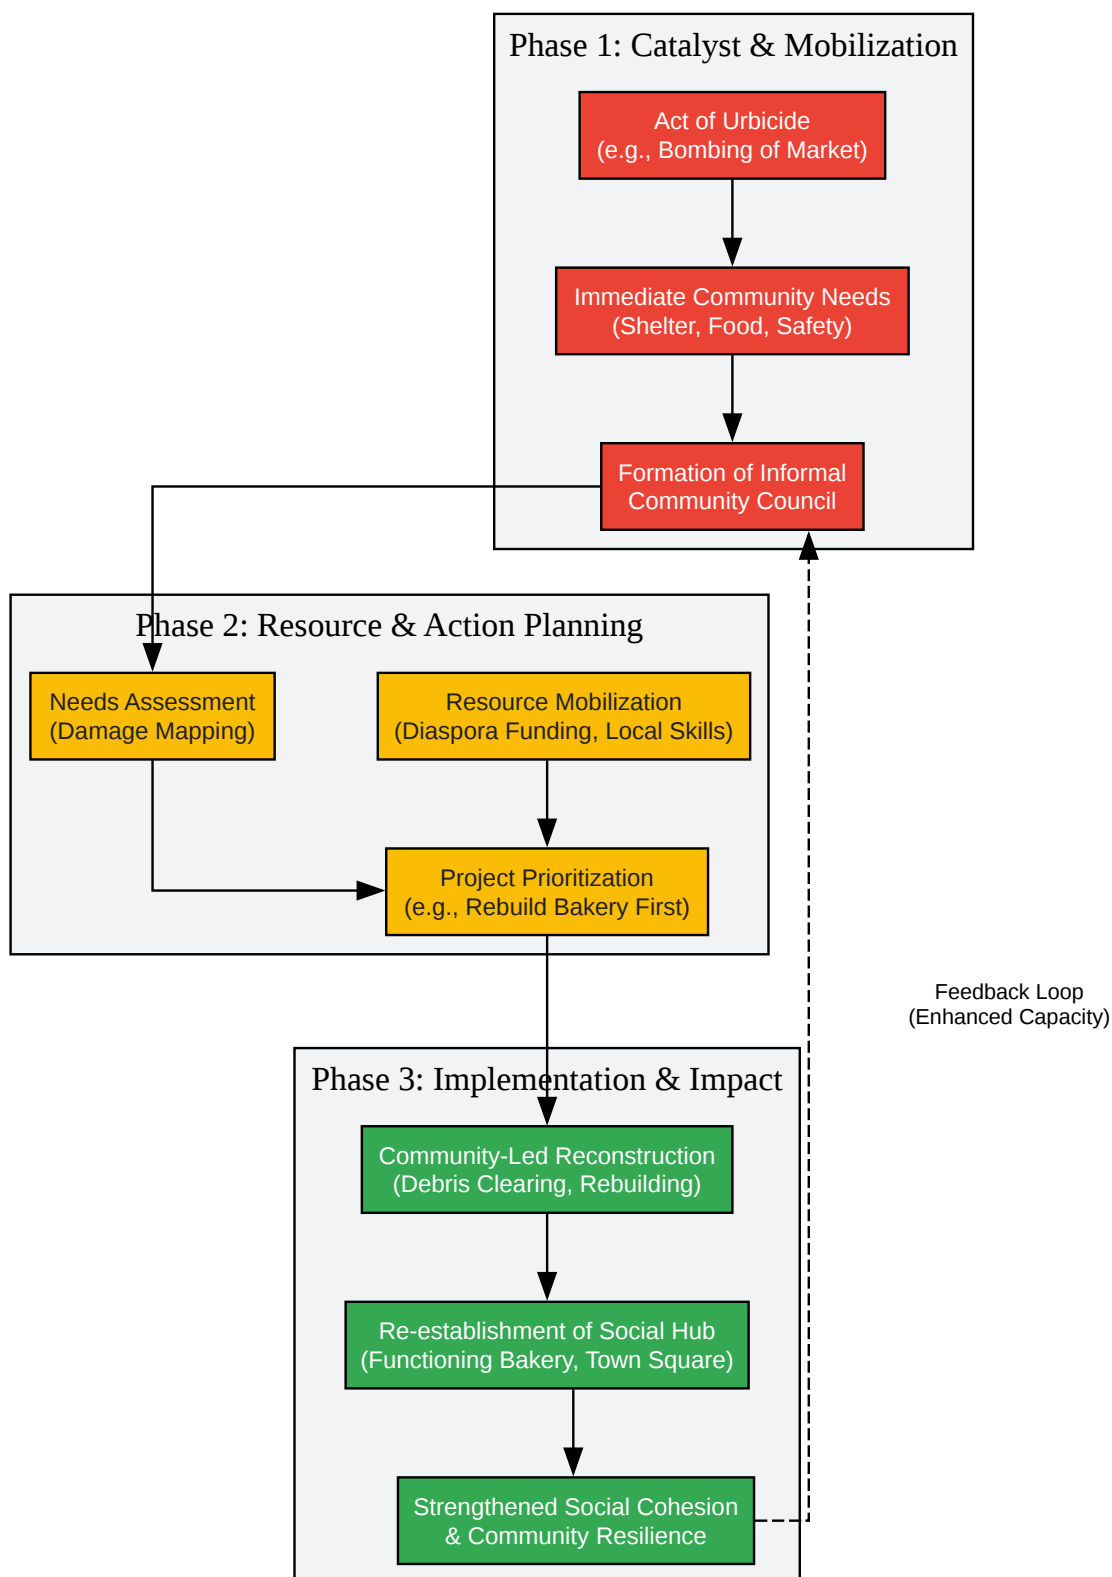 Phase 1: Catalyst & Mobilization
Act of Urbicide
(e.g., Bombing of Market)
Immediate Community Needs
(Shelter, Food, Safety)
Formation of Informal
Community Council
Phase 2: Resource & Action Planning
Needs Assessment
(Damage Mapping)
Resource Mobilization
(Diaspora Funding, Local Skills)
Project Prioritization
(e.g., Rebuild Bakery First)
Feedback Loop
(Enhanced Capacity)
Phase 3: Implementation & Impact
Community-Led Reconstruction
(Debris Clearing, Rebuilding)
Re-establishment of Social Hub
(Functioning Bakery, Town Square)
Strengthened Social Cohesion
& Community Resilience